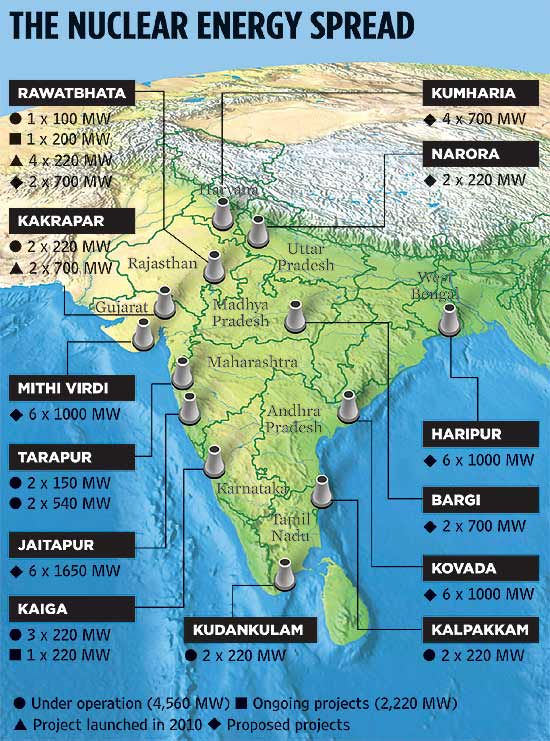 THE NUCLEAR ENERGY SPREAD
RAWATBHATA
● 1 x 100 MW
■ 1 x 200 MW
▲ 4 x 220 MW
◆ 2 x 700 MW
KAKRAPAR
● 2 x 220 MW
▲ 2 x 700 MW
MITHI VIRDI
◆ 6 x 1000 MW
TARAPUR
● 2 x 150 MW
● 2 x 540 MW
JAITAPUR
◆ 6 x 1650 MW
KAIGA
● 3 x 220 MW
■ 1 x 220 MW
KUDANKULAM
● 2 x 220 MW
KUMHARIA
◆ 4 x 700 MW
NARORA
◆ 2 x 220 MW
HARIPUR
◆ 6 x 1000 MW
BARGI
◆ 2 x 700 MW
KOVADA
◆ 6 x 1000 MW
KALPAKKAM
● 2 x 220 MW
Haryana
Rajasthan
Uttar
Pradesh
Gujarat
Madhya
Pradesh
West
Bengal
Maharashtra
Andhra
Pradesh
Karnataka
Tamil
Nadu
● Under operation (4,560 MW) ■ Ongoing projects (2,220 MW)
▲ Project launched in 2010 ◆ Proposed projects